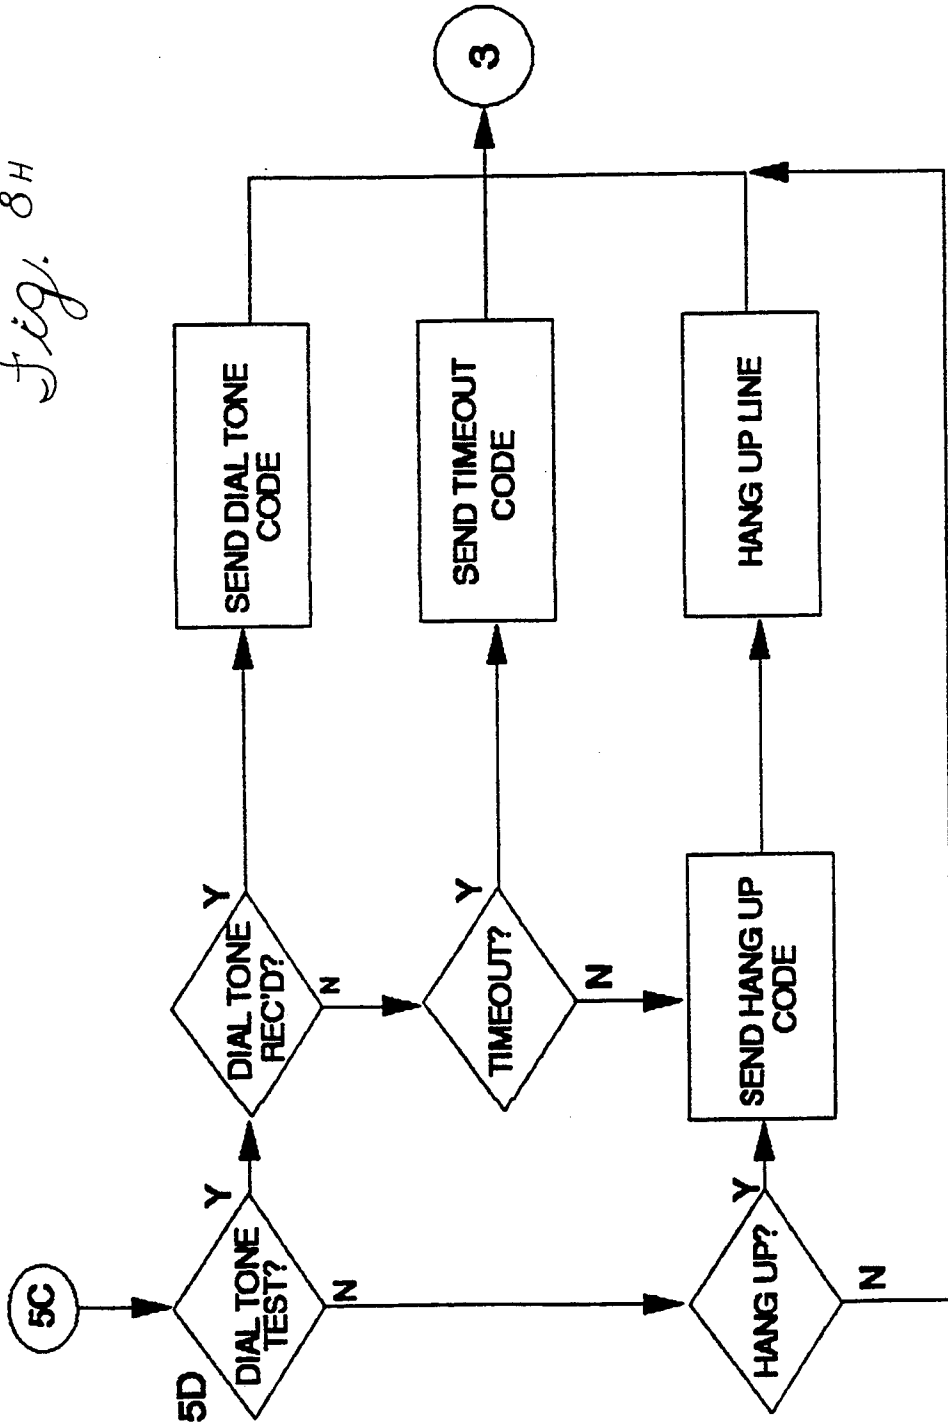 Fig. 8H
5C
5D
DIAL TONE
TEST?
Y
N
DIAL TONE
REC'D?
Y
N
SEND DIAL TONE
CODE
TIMEOUT?
Y
N
SEND TIMEOUT
CODE
HANG UP?
Y
N
SEND HANG UP
CODE
HANG UP LINE
3